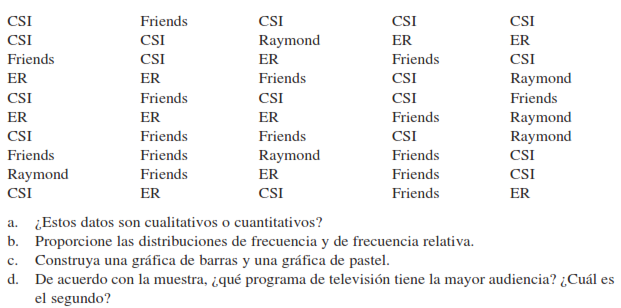 CSI Friends CSI CSI CSI
CSI CSI Raymond ER ER
Friends CSI ER Friends CSI
ER ER Friends CSI Raymond
CSI Friends CSI CSI Friends
ER ER ER Friends Raymond
CSI Friends Friends CSI Raymond
Friends Friends Raymond Friends CSI
Raymond Friends ER Friends CSI
CSI ER CSI Friends ER
a. ¿Estos datos son cualitativos o cuantitativos?
b. Proporcione las distribuciones de frecuencia y de frecuencia relativa.
c. Construya una gráfica de barras y una gráfica de pastel.
d. De acuerdo con la muestra, ¿qué programa de televisión tiene la mayor audiencia? ¿Cuál es
el segundo?